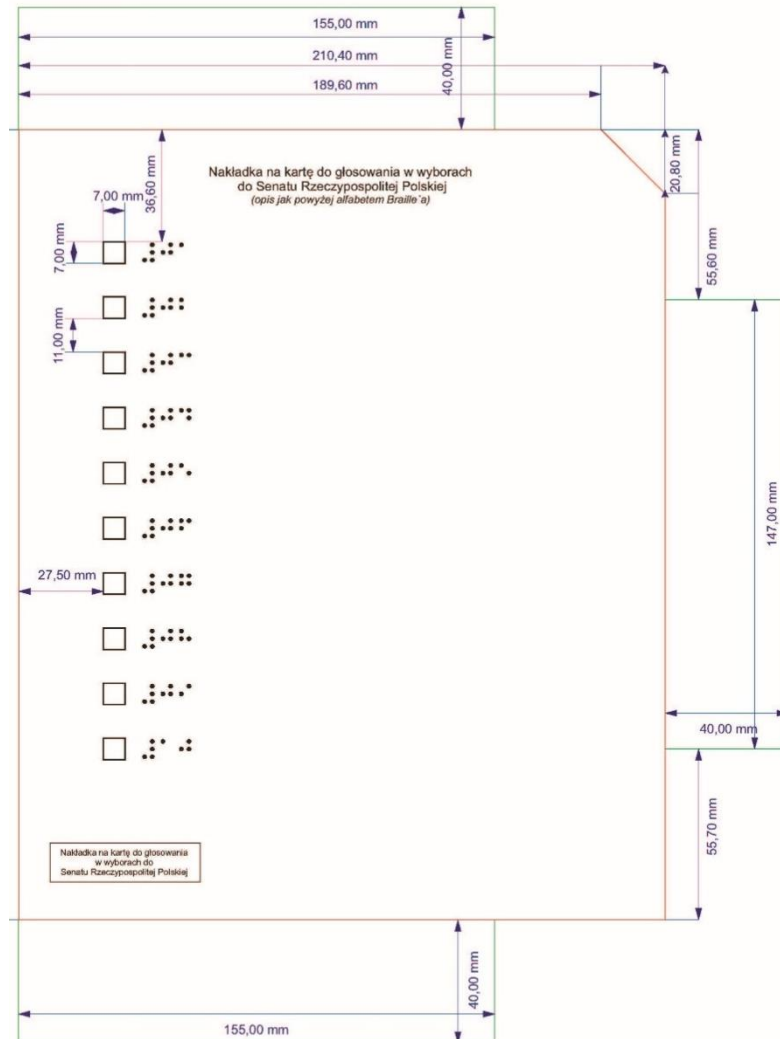 155,00 mm
210,40 mm
189,60 mm
40,00 mm
Nakładka na kartę do głosowania w wyborach
do Senatu Rzeczypospolitej Polskiej
(opis jak powyżej alfabetem Braille`a)
36,60 mm
20,80 mm
7,00 mm
7,00 mm
55,60 mm
⠼⠚⠁
⠼⠚⠃
11,00 mm
⠼⠚⠉
⠼⠚⠙
⠼⠚⠑
⠼⠚⠋
147,00 mm
27,50 mm
⠼⠚⠛
⠼⠚⠓
⠼⠚⠊
40,00 mm
⠼⠁⠚
55,70 mm
Nakładka na kartę do głosowania
w wyborach do
Senatu Rzeczypospolitej Polskiej
40,00 mm
155,00 mm